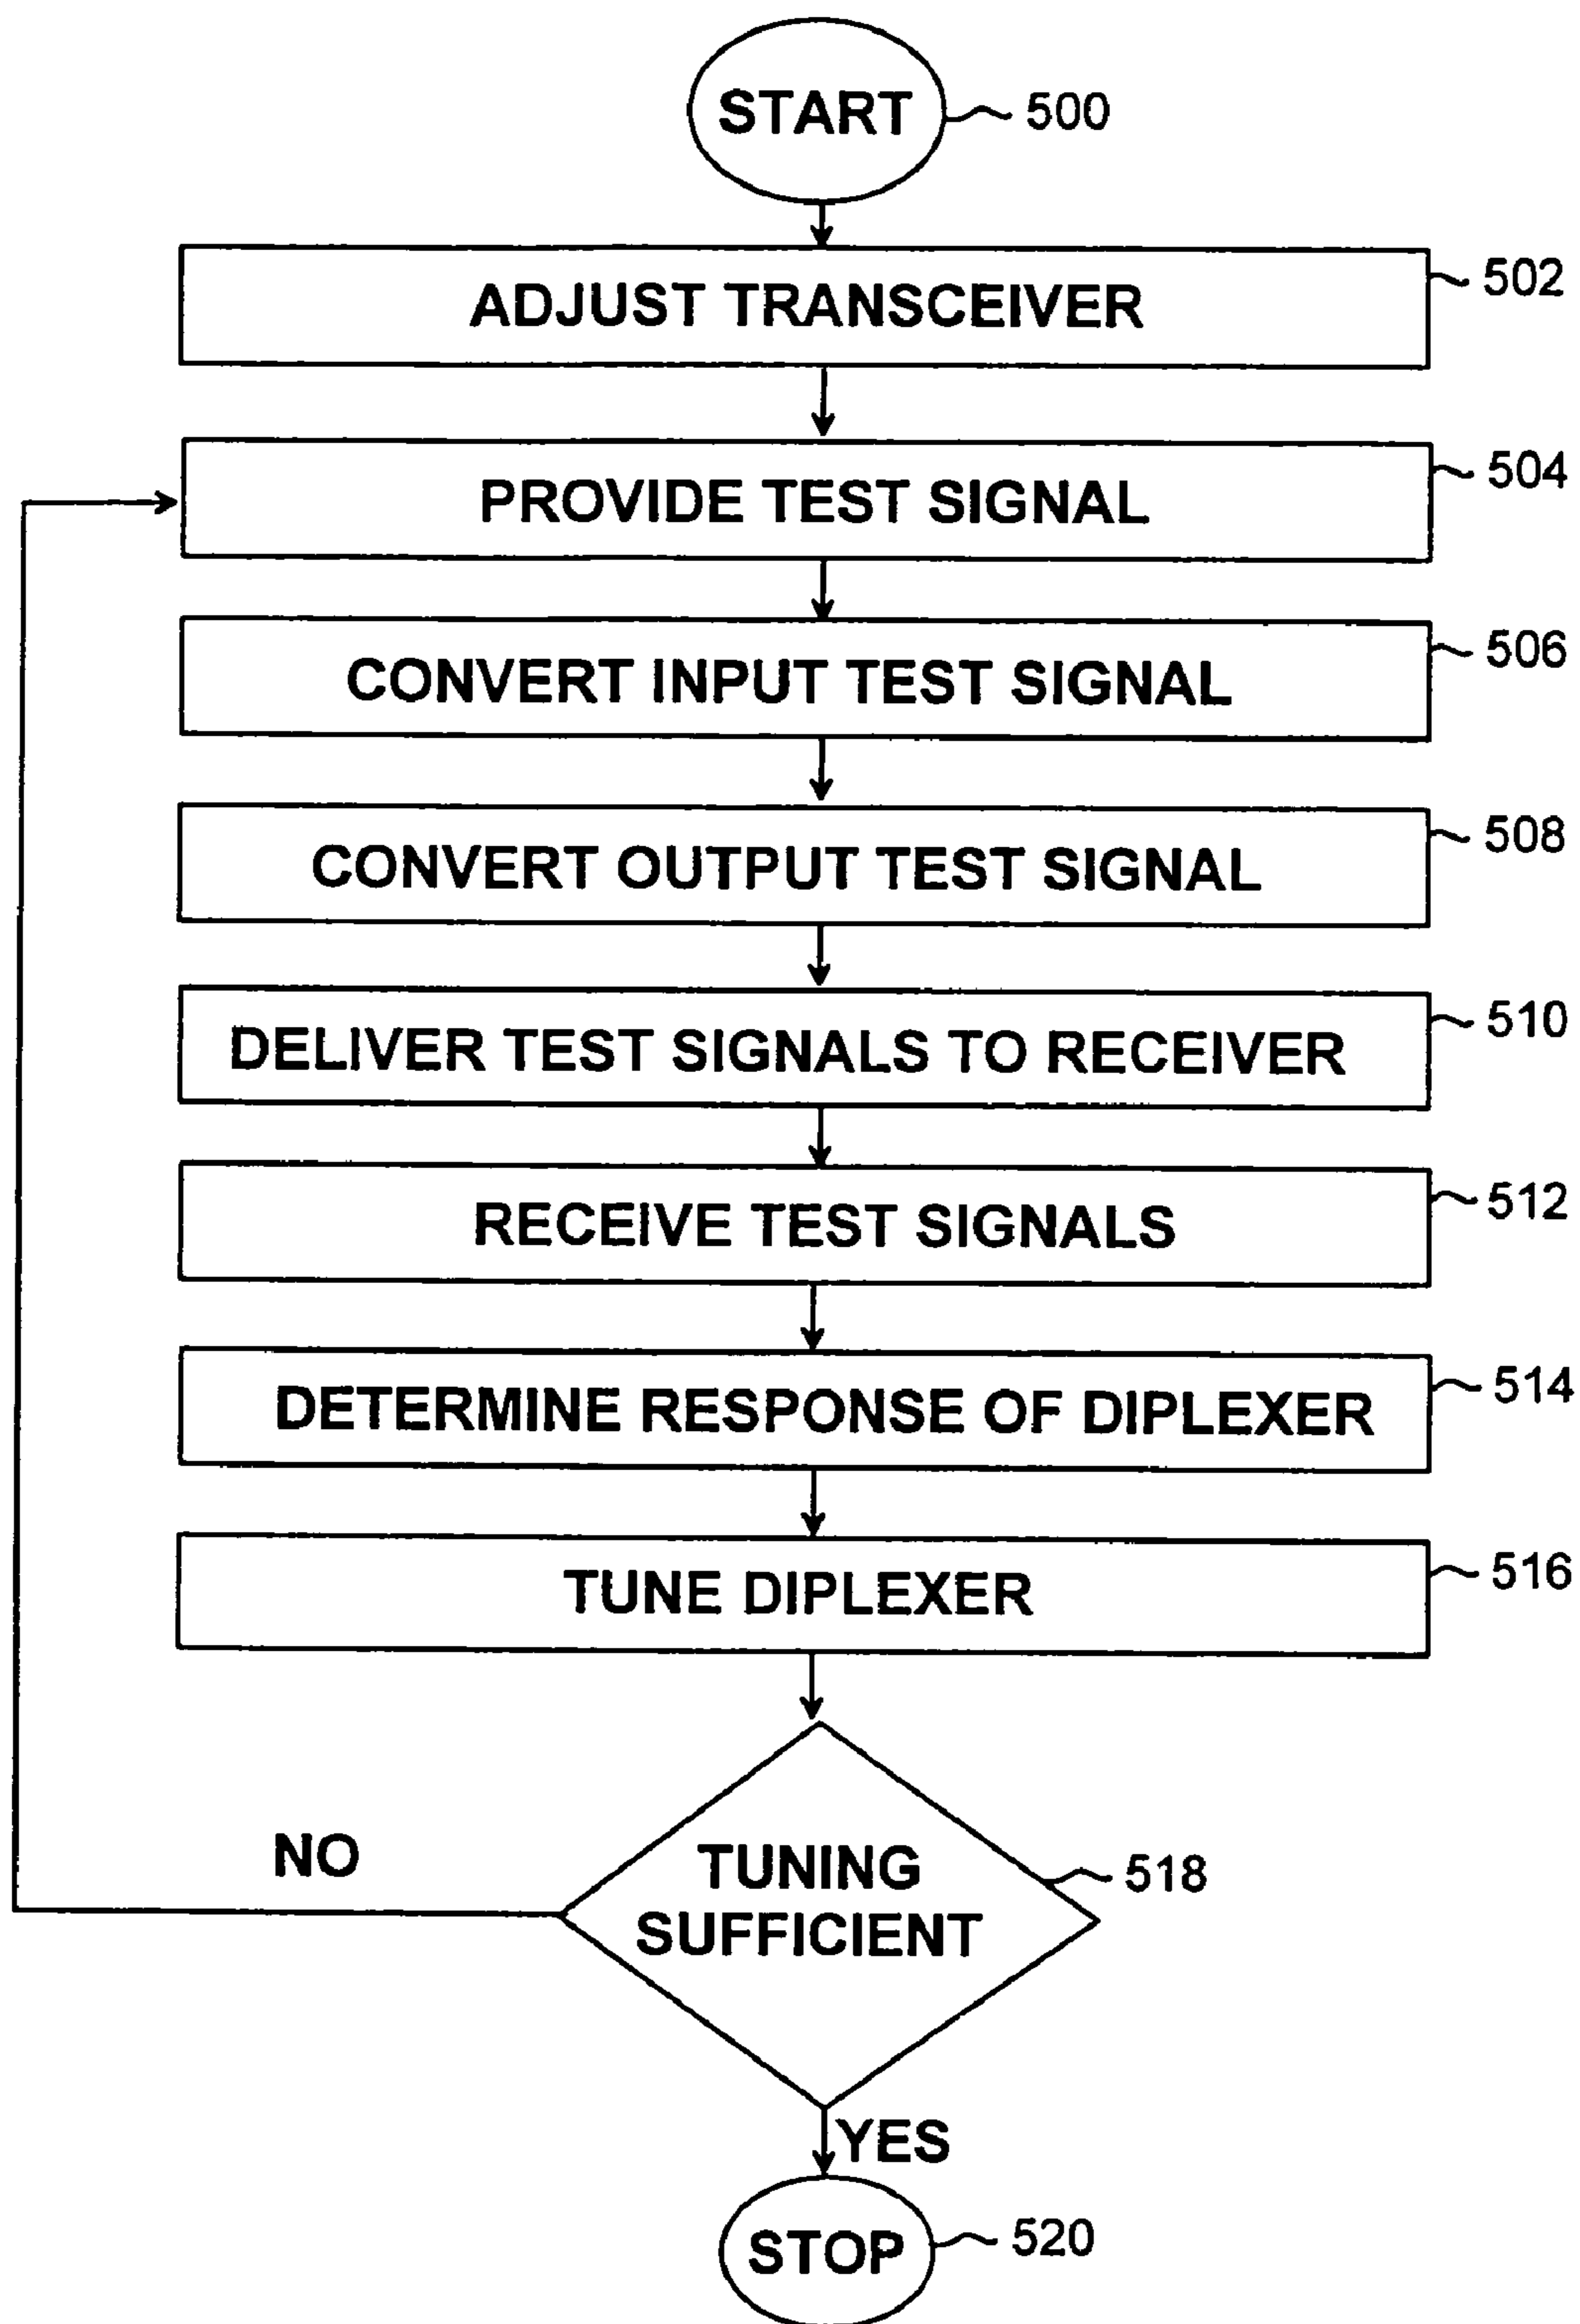 START
500
ADJUST TRANSCEIVER
502
PROVIDE TEST SIGNAL
504
CONVERT INPUT TEST SIGNAL
506
CONVERT OUTPUT TEST SIGNAL
508
DELIVER TEST SIGNALS TO RECEIVER
510
RECEIVE TEST SIGNALS
512
DETERMINE RESPONSE OF DIPLEXER
514
TUNE DIPLEXER
516
NO
TUNING
SUFFICIENT
518
YES
STOP
520